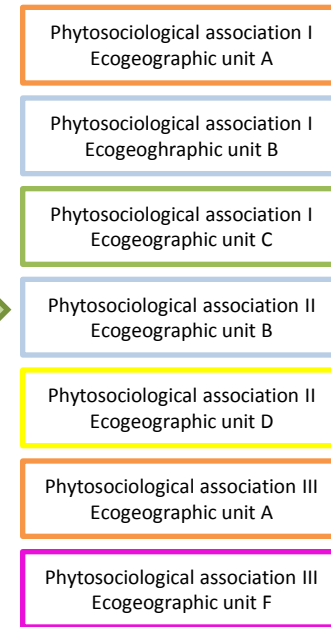 Phytosociological association I
Ecogeographic unit A
Phytosociological association I
Ecogeoghraphic unit B
Phytosociological association I
Ecogeographic unit C
Phytosociological association II
Ecogeographic unit B
Phytosociological association II
Ecogeographic unit D
Phytosociological association III
Ecogeographic unit A
Phytosociological association III
Ecogeographic unit F